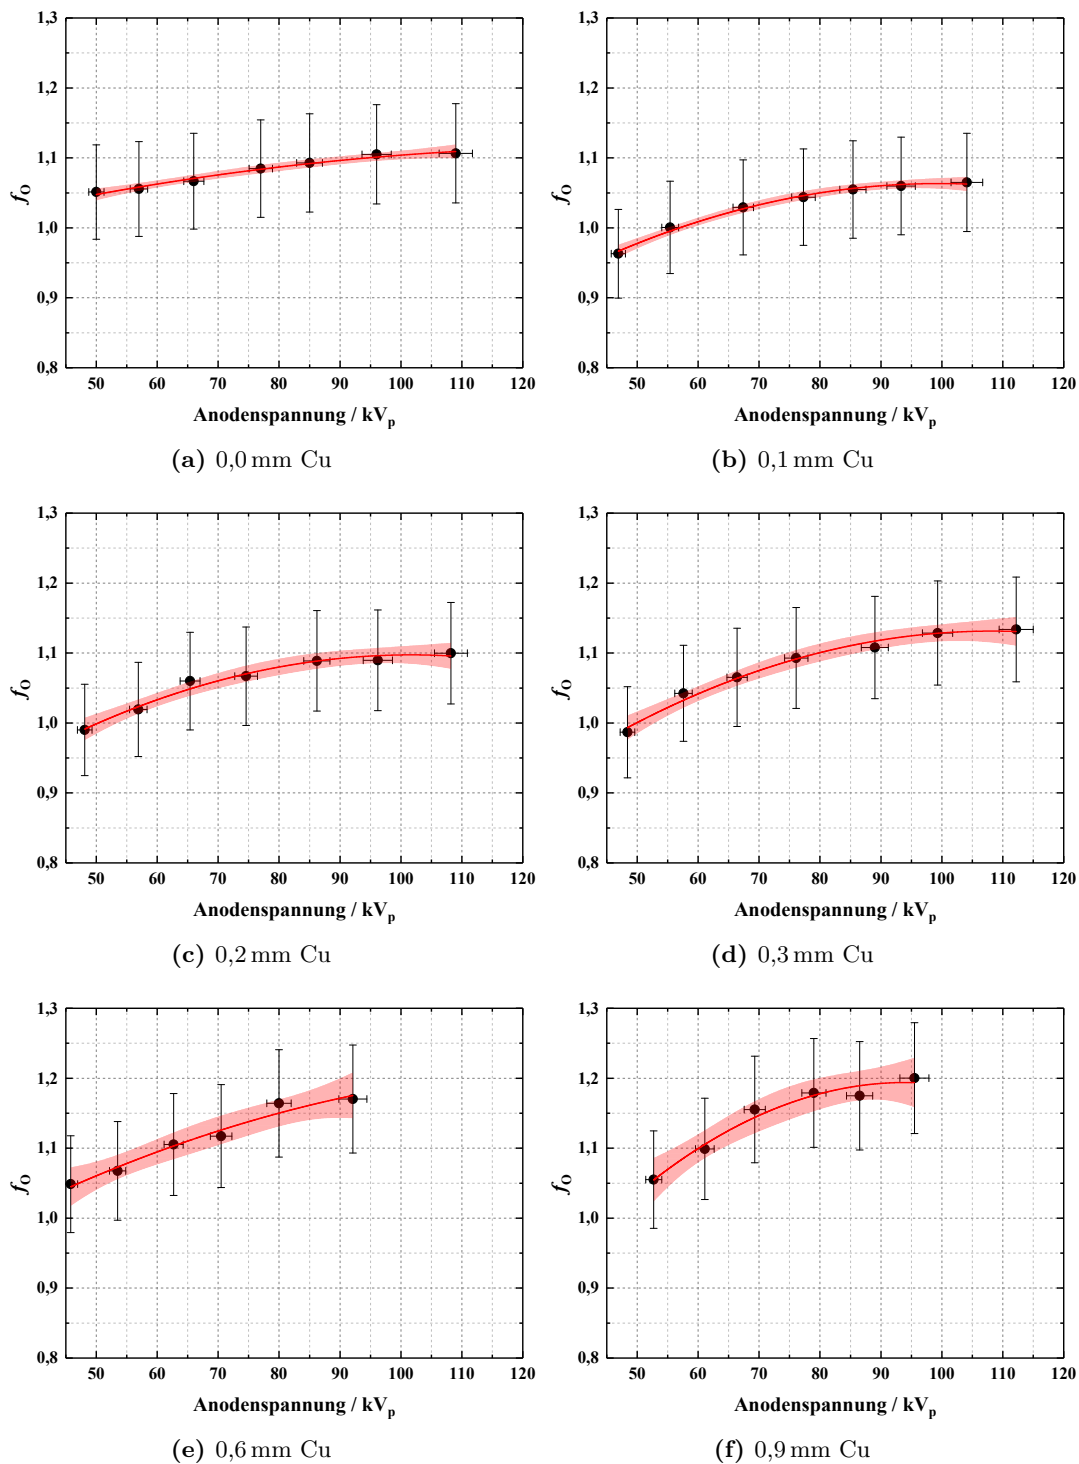 1,3
1,2
1,1
1,0
0,9
0,8
f_O
50 60 70 80 90 100 110 120
Anodenspannung / kV_p
(a) 0,0 mm Cu
1,3
1,2
1,1
1,0
0,9
0,8
f_O
50 60 70 80 90 100 110 120
Anodenspannung / kV_p
(b) 0,1 mm Cu
1,3
1,2
1,1
1,0
0,9
0,8
f_O
50 60 70 80 90 100 110 120
Anodenspannung / kV_p
(c) 0,2 mm Cu
1,3
1,2
1,1
1,0
0,9
0,8
f_O
50 60 70 80 90 100 110 120
Anodenspannung / kV_p
(d) 0,3 mm Cu
1,3
1,2
1,1
1,0
0,9
0,8
f_O
50 60 70 80 90 100 110 120
Anodenspannung / kV_p
(e) 0,6 mm Cu
1,3
1,2
1,1
1,0
0,9
0,8
f_O
50 60 70 80 90 100 110 120
Anodenspannung / kV_p
(f) 0,9 mm Cu